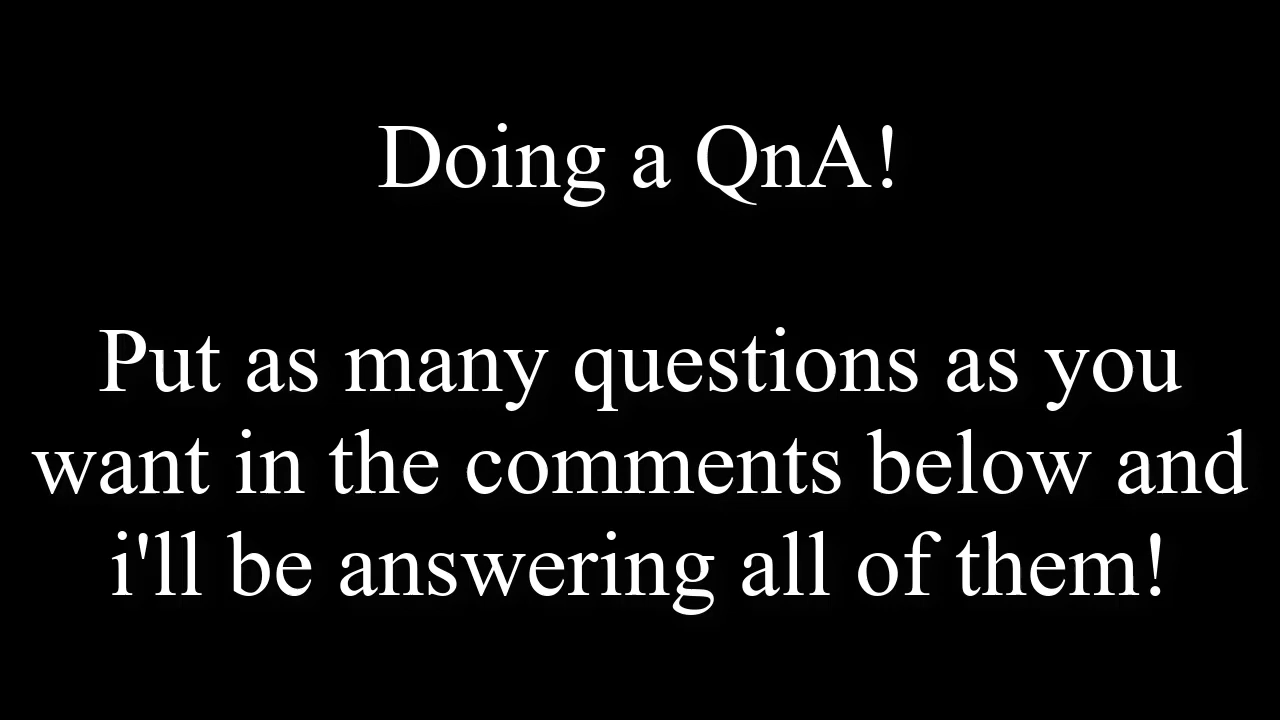 Doing a QnA!
Put as many questions as you
want in the comments below and
i'll be answering all of them!